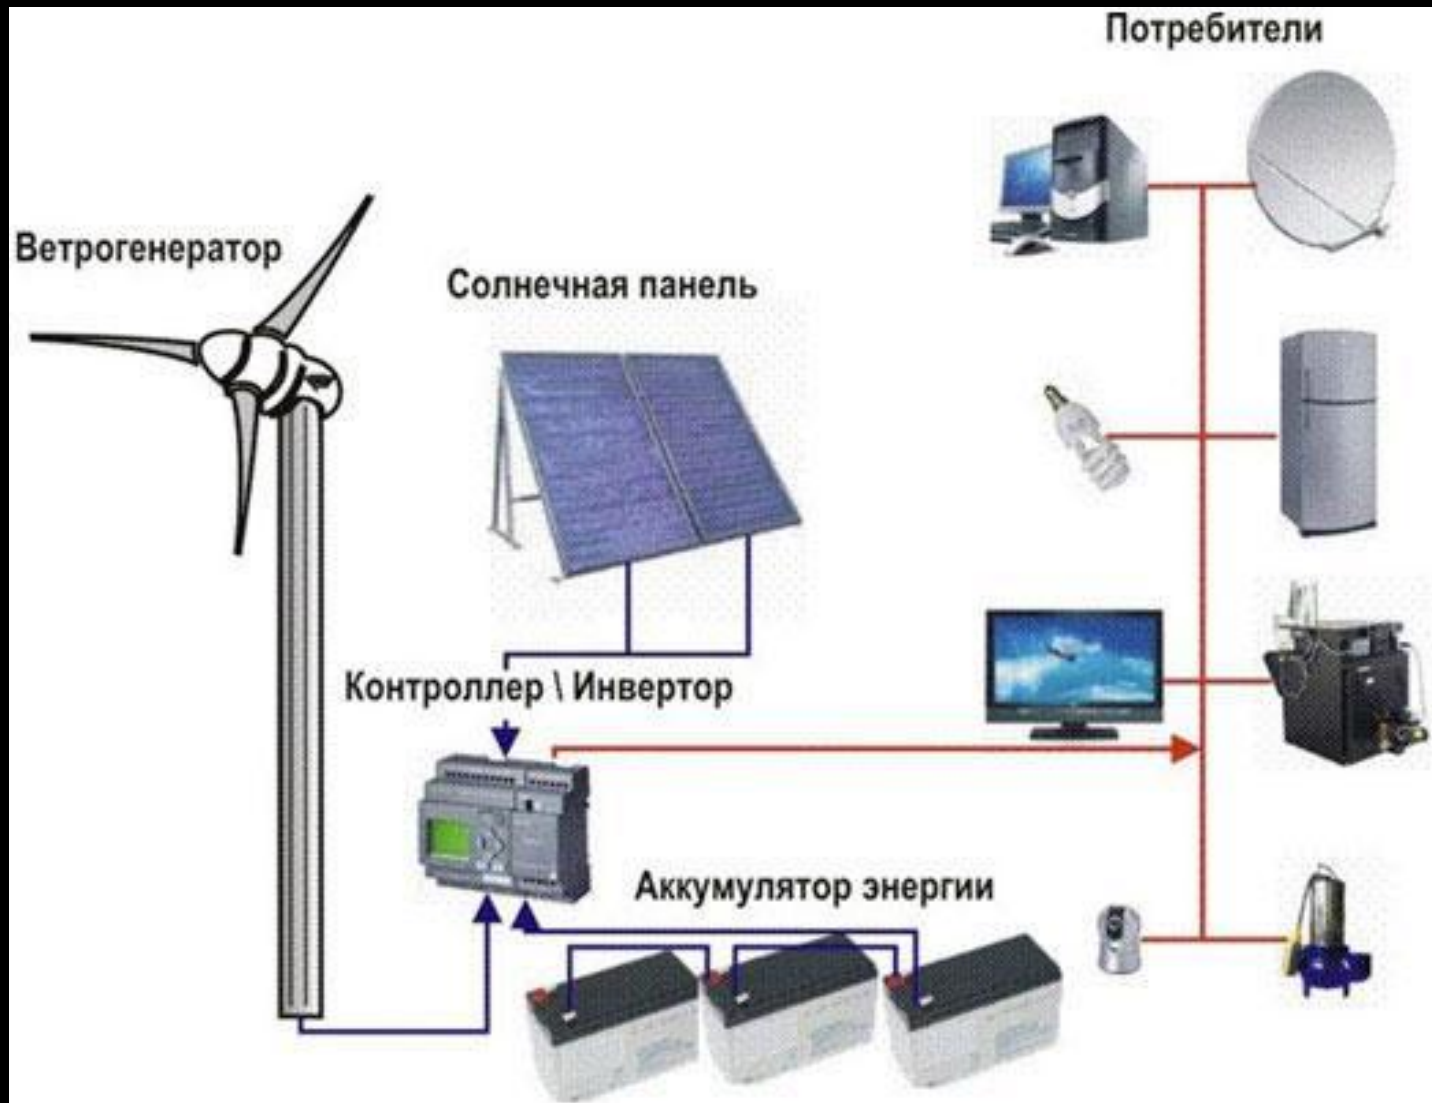 Потребители
Ветрогенератор
Солнечная панель
Контроллер \ Инвертор
Аккумулятор энергии